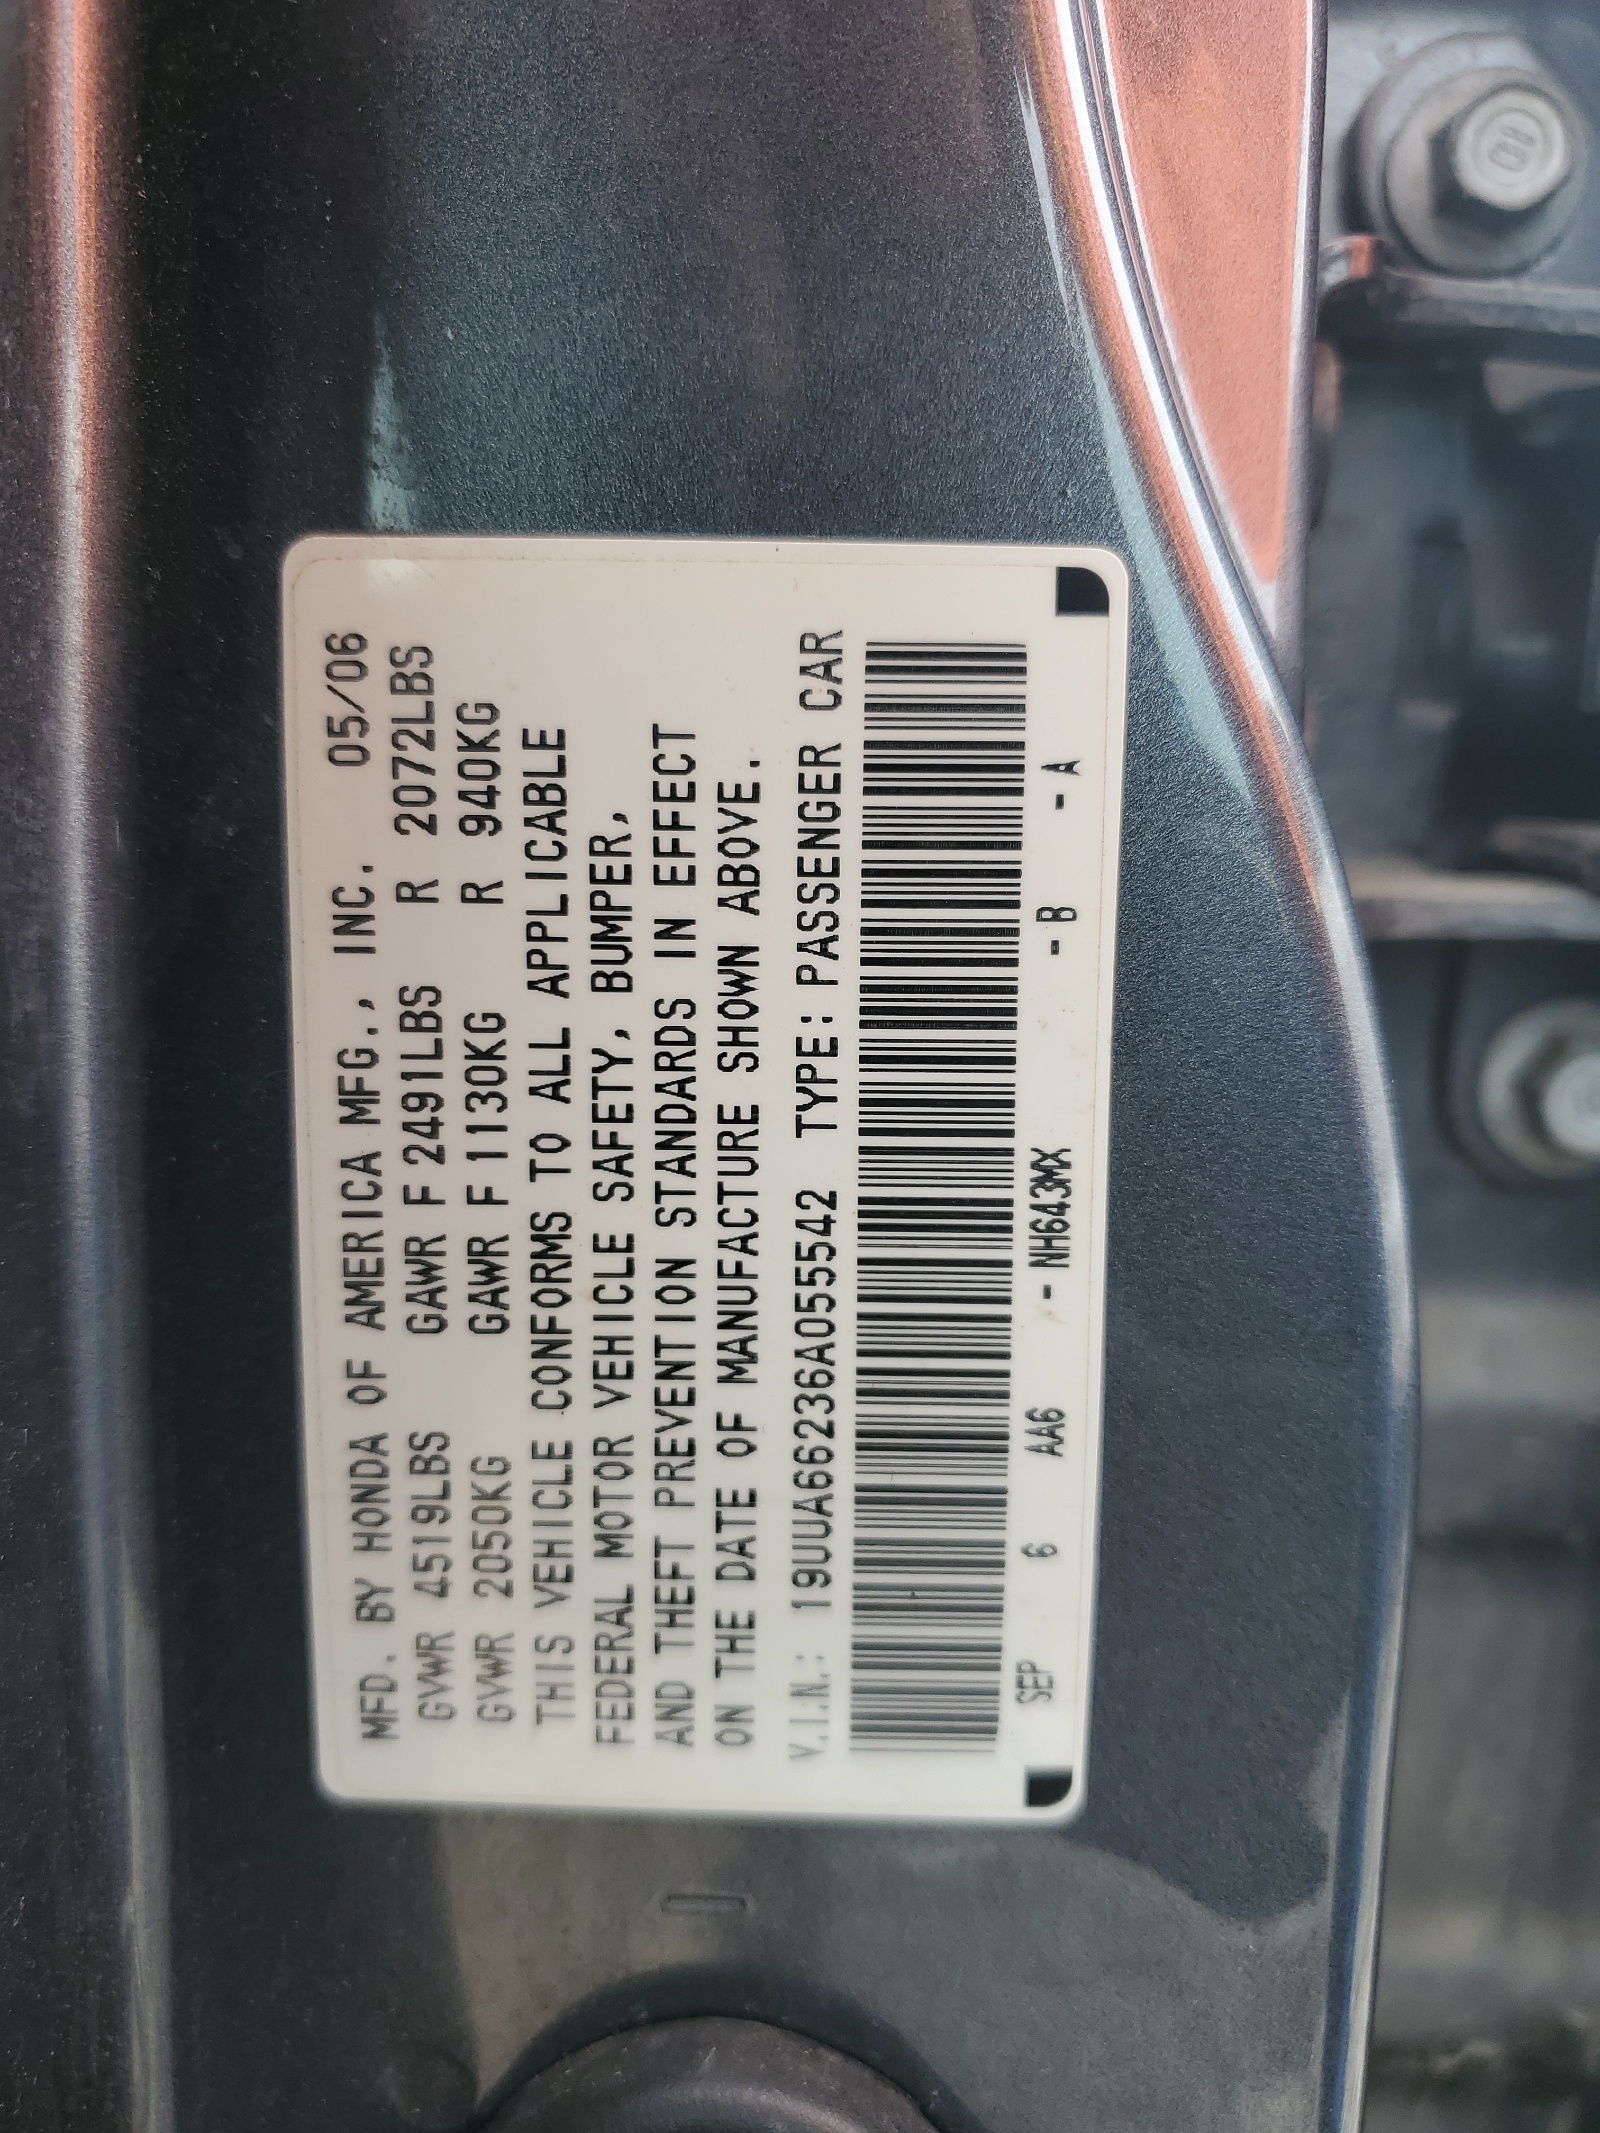 MFD. BY HONDA OF AMERICA MFG., INC. 05/06
GVWR 4519LBS GAWR F 2491LBS R 2072LBS
GVWR 2050KG GAWR F 1130KG R 940KG
THIS VEHICLE CONFORMS TO ALL APPLICABLE
FEDERAL MOTOR VEHICLE SAFETY, BUMPER,
AND THEFT PREVENTION STANDARDS IN EFFECT
ON THE DATE OF MANUFACTURE SHOWN ABOVE.
V.I.N.: 19UUA66236A055542 TYPE: PASSENGER CAR
SEP 6 AA6 - NH643MX - B - A
10